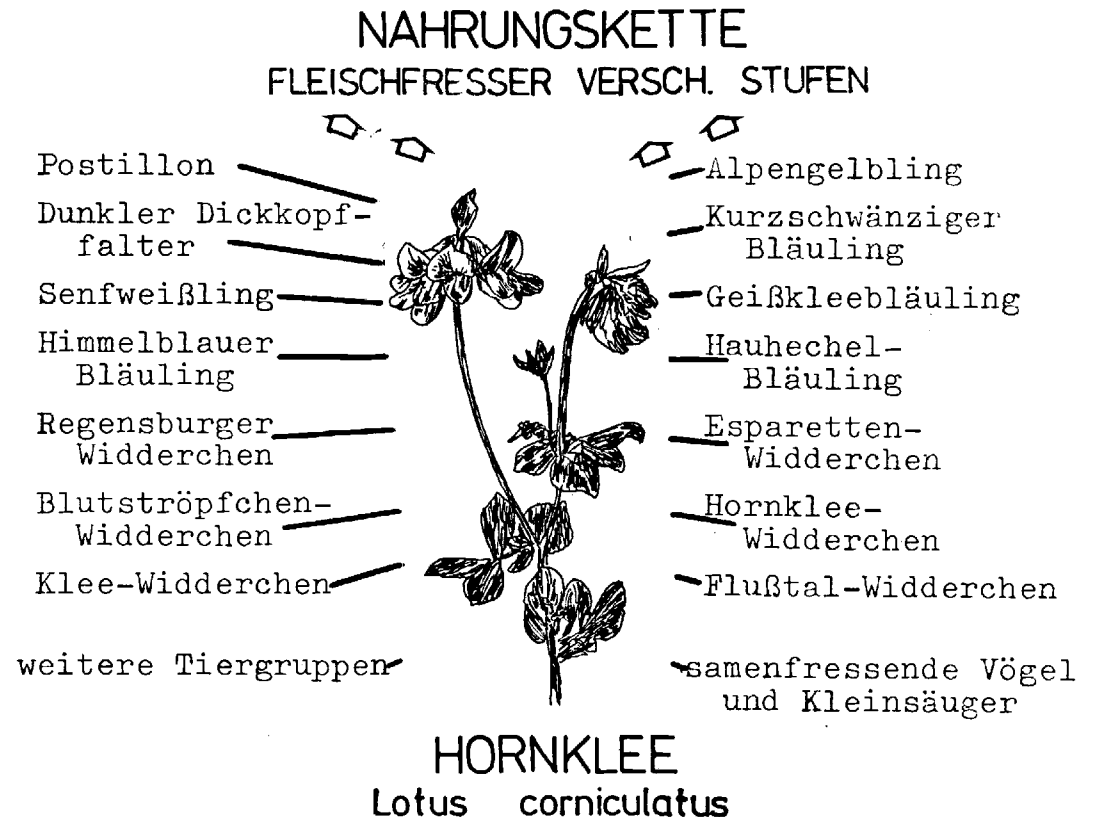 NAHRUNGSKETTE
FLEISCHFRESSER VERSCH. STUFEN
Postillon
Dunkler Dickkopf-
falter
Senfweißling
Himmelblauer
Bläuling
Regensburger
Widderchen
Blutströpfchen-
Widderchen
Klee-Widderchen
weitere Tiergruppen
Alpengelbling
Kurzschwänziger
Bläuling
Geißkleebläuling
Hauhechel-
Bläuling
Esparetten-
Widderchen
Hornklee-
Widderchen
Flußtal-Widderchen
samenfressende Vögel
und Kleinsäuger
HORNKLEE
Lotus corniculatus